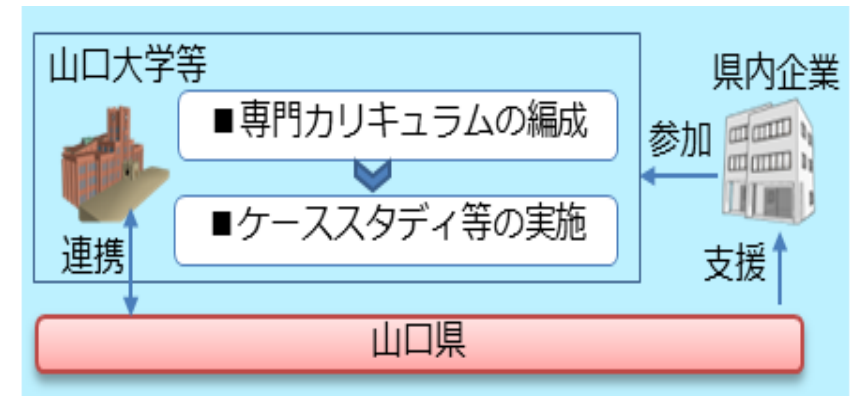 山口大学等
■専門カリキュラムの編成
■ケーススタディ等の実施
連携
県内企業
参加
支援
山口県